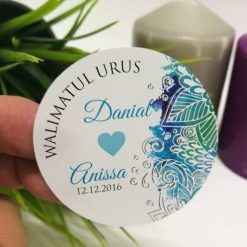 WALIMATUL URUS
Danial
Anissa
12.12.2016